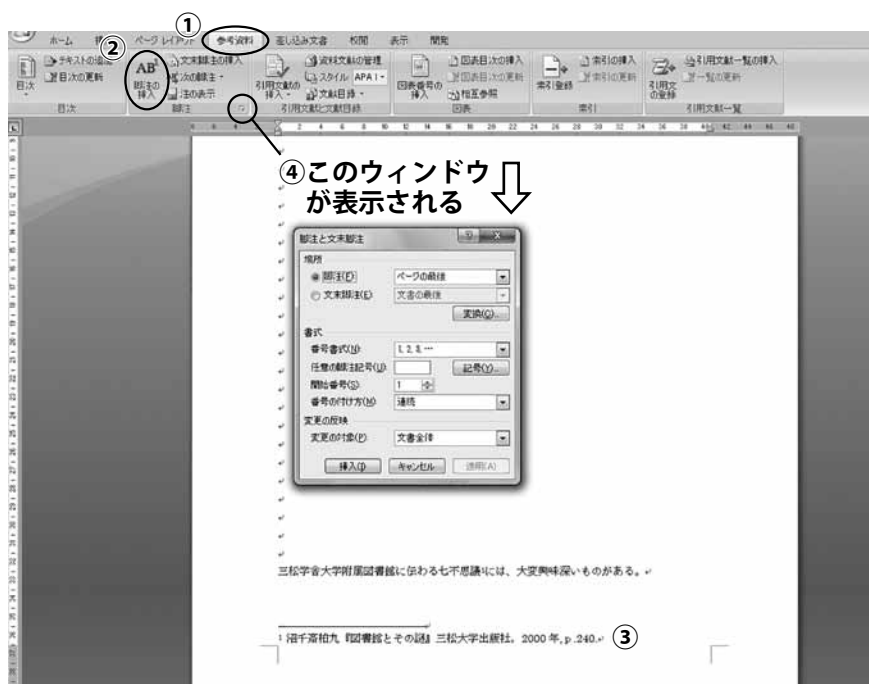 ①
ホーム
ページ レイアウト
参考資料
差し込み文書
校閲
表示
開発
②
テキストの追加
目次の更新
目次
目次
AB¹
脚注の挿入
文末脚注の挿入
次の脚注
注の表示
脚注
引用文献の挿入
資料文献の管理
スタイル APA
文献目録
引用文献と文献目録
図表番号の挿入
図表目次の挿入
図表目次の更新
相互参照
図表
索引登録
索引の挿入
索引の更新
索引
引用文の登録
引用文献一覧の挿入
一覧の更新
引用文献一覧
④このウィンドウ
が表示される
脚注と文末脚注
場所
脚注(F) ページの最後
文末脚注(E) 文書の最後
変換(C)...
書式
番号書式(N): 1, 2, 3, …
任意の脚注記号(U): 記号(Y)...
開始番号(S): 1
番号の付け方(M): 連続
変更の反映
変更の対象(P): 文書全体
挿入(I) キャンセル 適用(A)
三松学舎大学附属図書館に伝わる七不思議¹には、大変興味深いものがある。
¹ 沼千斎柏九『図書館とその謎』三松大学出版社。2000 年, p.240. ③